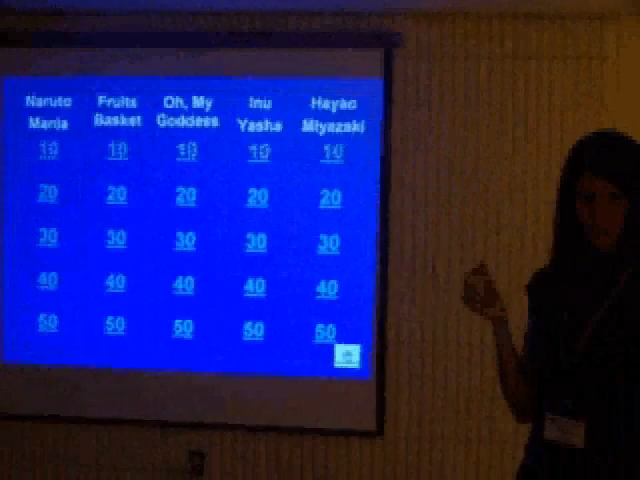 Naruto Fruits Oh, My Inu Hayao
Mania Basket Goddess Yasha Miyazaki
10 10 10 10 10
20 20 20 20 20
30 30 30 30 30
40 40 40 40 40
50 50 50 50 50